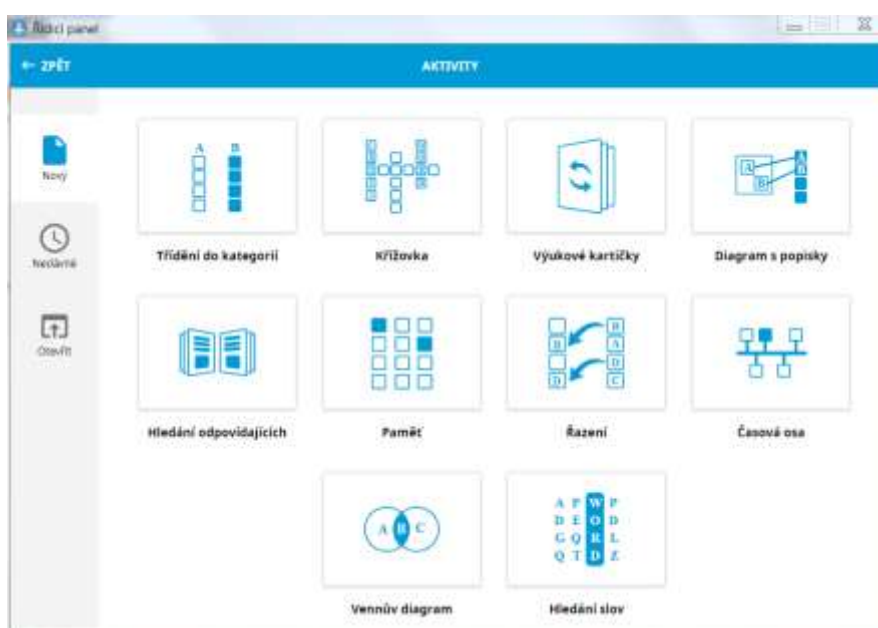 Řídicí panel
← ZPĚT
AKTIVITY
Nový
Nedávné
Otevřít
A B
Třídění do kategorií
Křížovka
Výukové kartičky
A
B
A
B
Diagram s popisky
Hledání odpovídajících
Paměť
B
A
B
D
D
C
Řazení
Časová osa
A B C
Vennův diagram
A P W P
D E O D
G Q R L
Q T D Z
Hledání slov